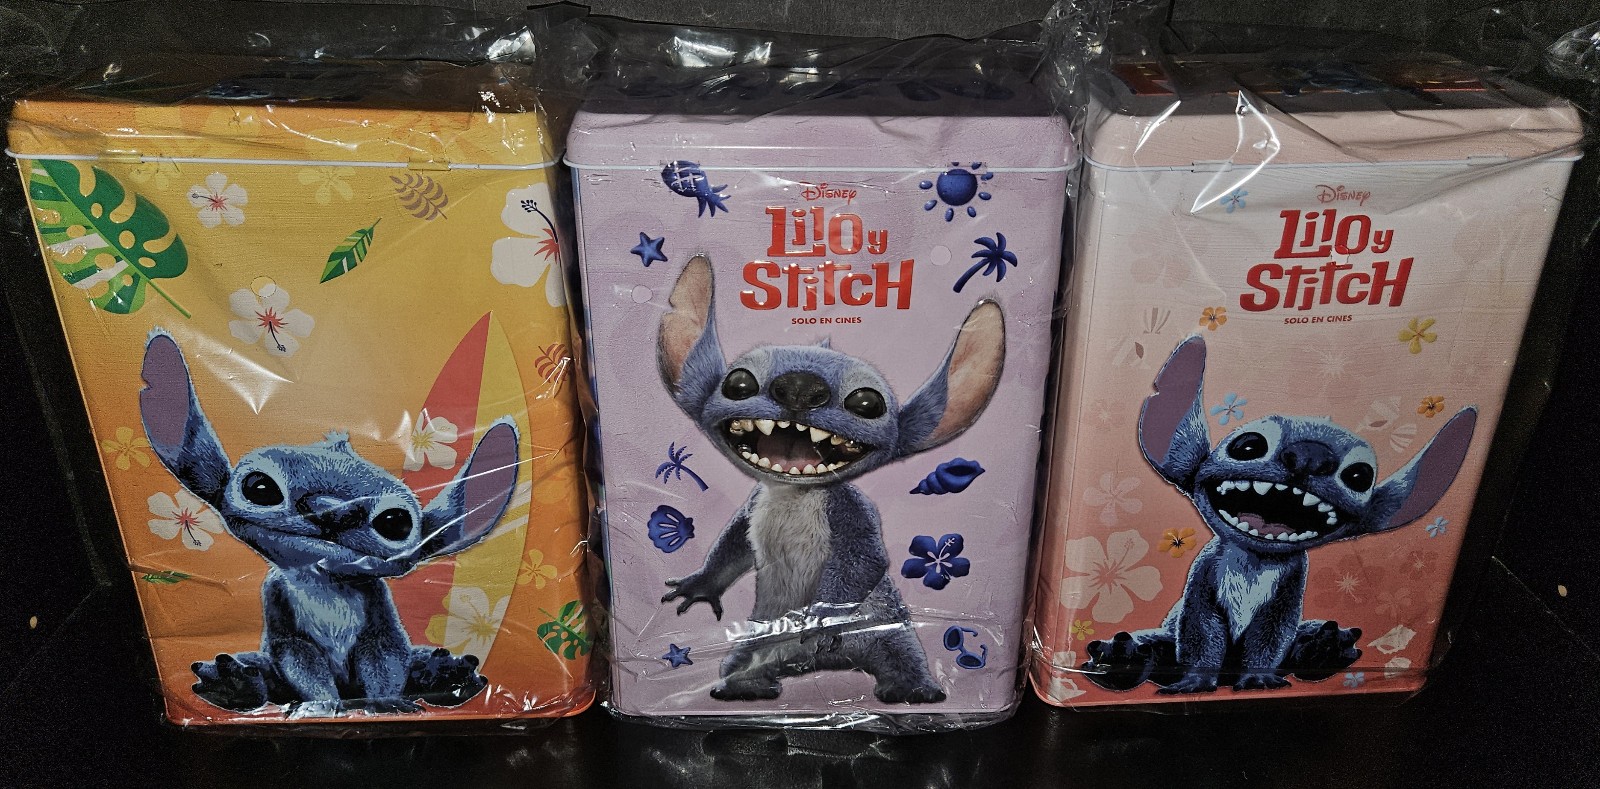 Disney
Lilo y
Stitch
SOLO EN CINES
Disney
Lilo y
Stitch
SOLO EN CINES